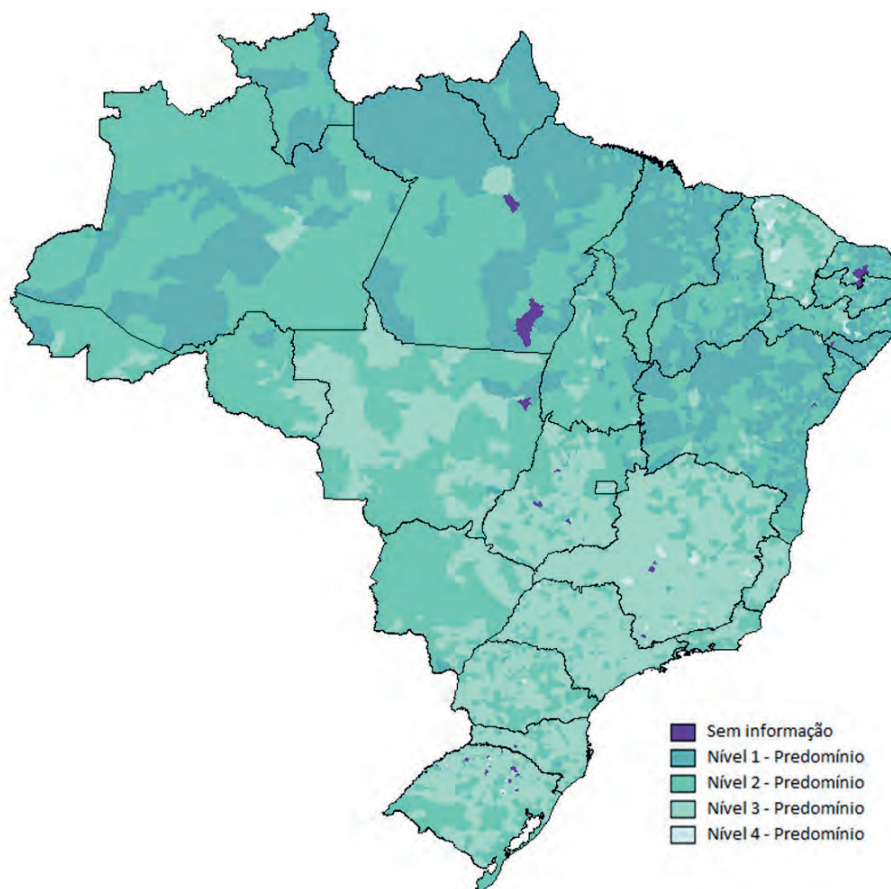 Sem informação
Nível 1 - Predomínio
Nível 2 - Predomínio
Nível 3 - Predomínio
Nível 4 - Predomínio